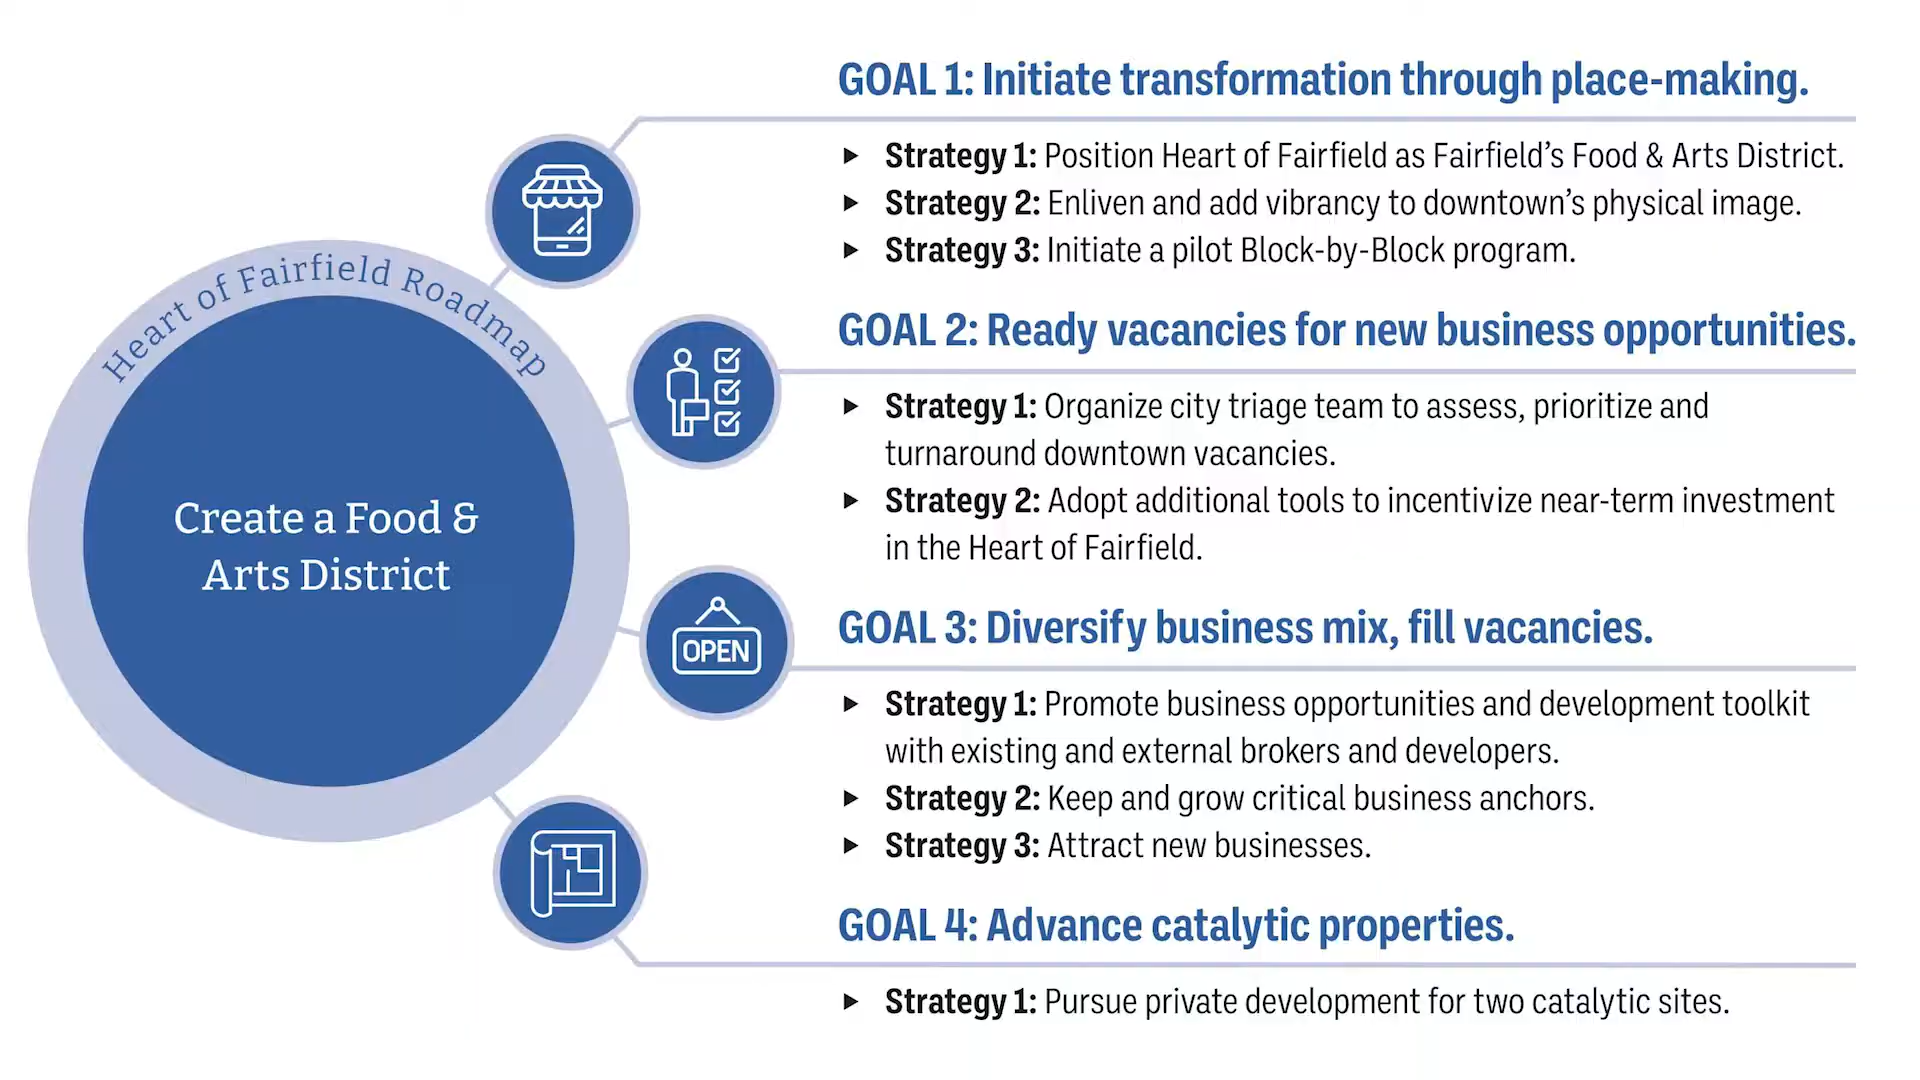 Heart of Fairfield Roadmap
Create a Food &
Arts District
GOAL 1: Initiate transformation through place-making.
Strategy 1: Position Heart of Fairfield as Fairfield’s Food & Arts District.
Strategy 2: Enliven and add vibrancy to downtown’s physical image.
Strategy 3: Initiate a pilot Block-by-Block program.
GOAL 2: Ready vacancies for new business opportunities.
Strategy 1: Organize city triage team to assess, prioritize and
turnaround downtown vacancies.
Strategy 2: Adopt additional tools to incentivize near-term investment
in the Heart of Fairfield.
OPEN
GOAL 3: Diversify business mix, fill vacancies.
Strategy 1: Promote business opportunities and development toolkit
with existing and external brokers and developers.
Strategy 2: Keep and grow critical business anchors.
Strategy 3: Attract new businesses.
GOAL 4: Advance catalytic properties.
Strategy 1: Pursue private development for two catalytic sites.